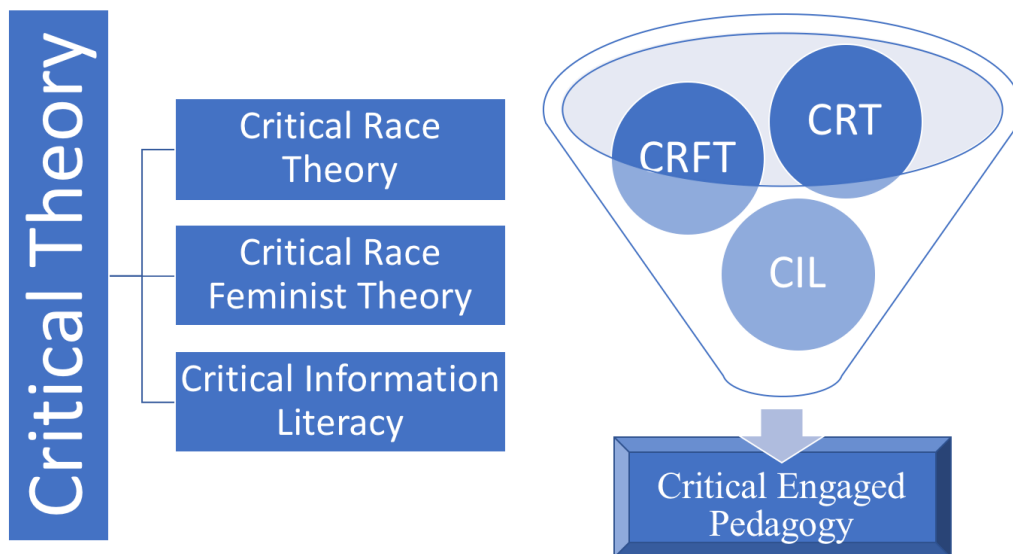 Critical Theory
Critical Race
Theory
Critical Race
Feminist Theory
Critical Information
Literacy
CRFT
CRT
CIL
Critical Engaged
Pedagogy